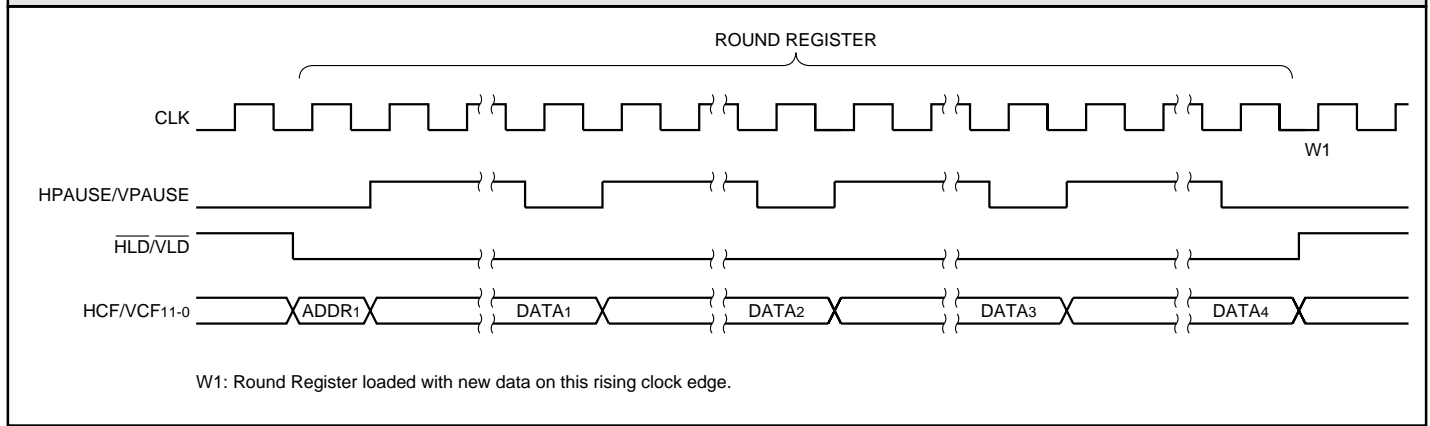 ROUND REGISTER
CLK
W1
HPAUSE/VPAUSE
HLD/VLD
HCF/VCF11-0
ADDR1
DATA1
DATA2
DATA3
DATA4
W1: Round Register loaded with new data on this rising clock edge.